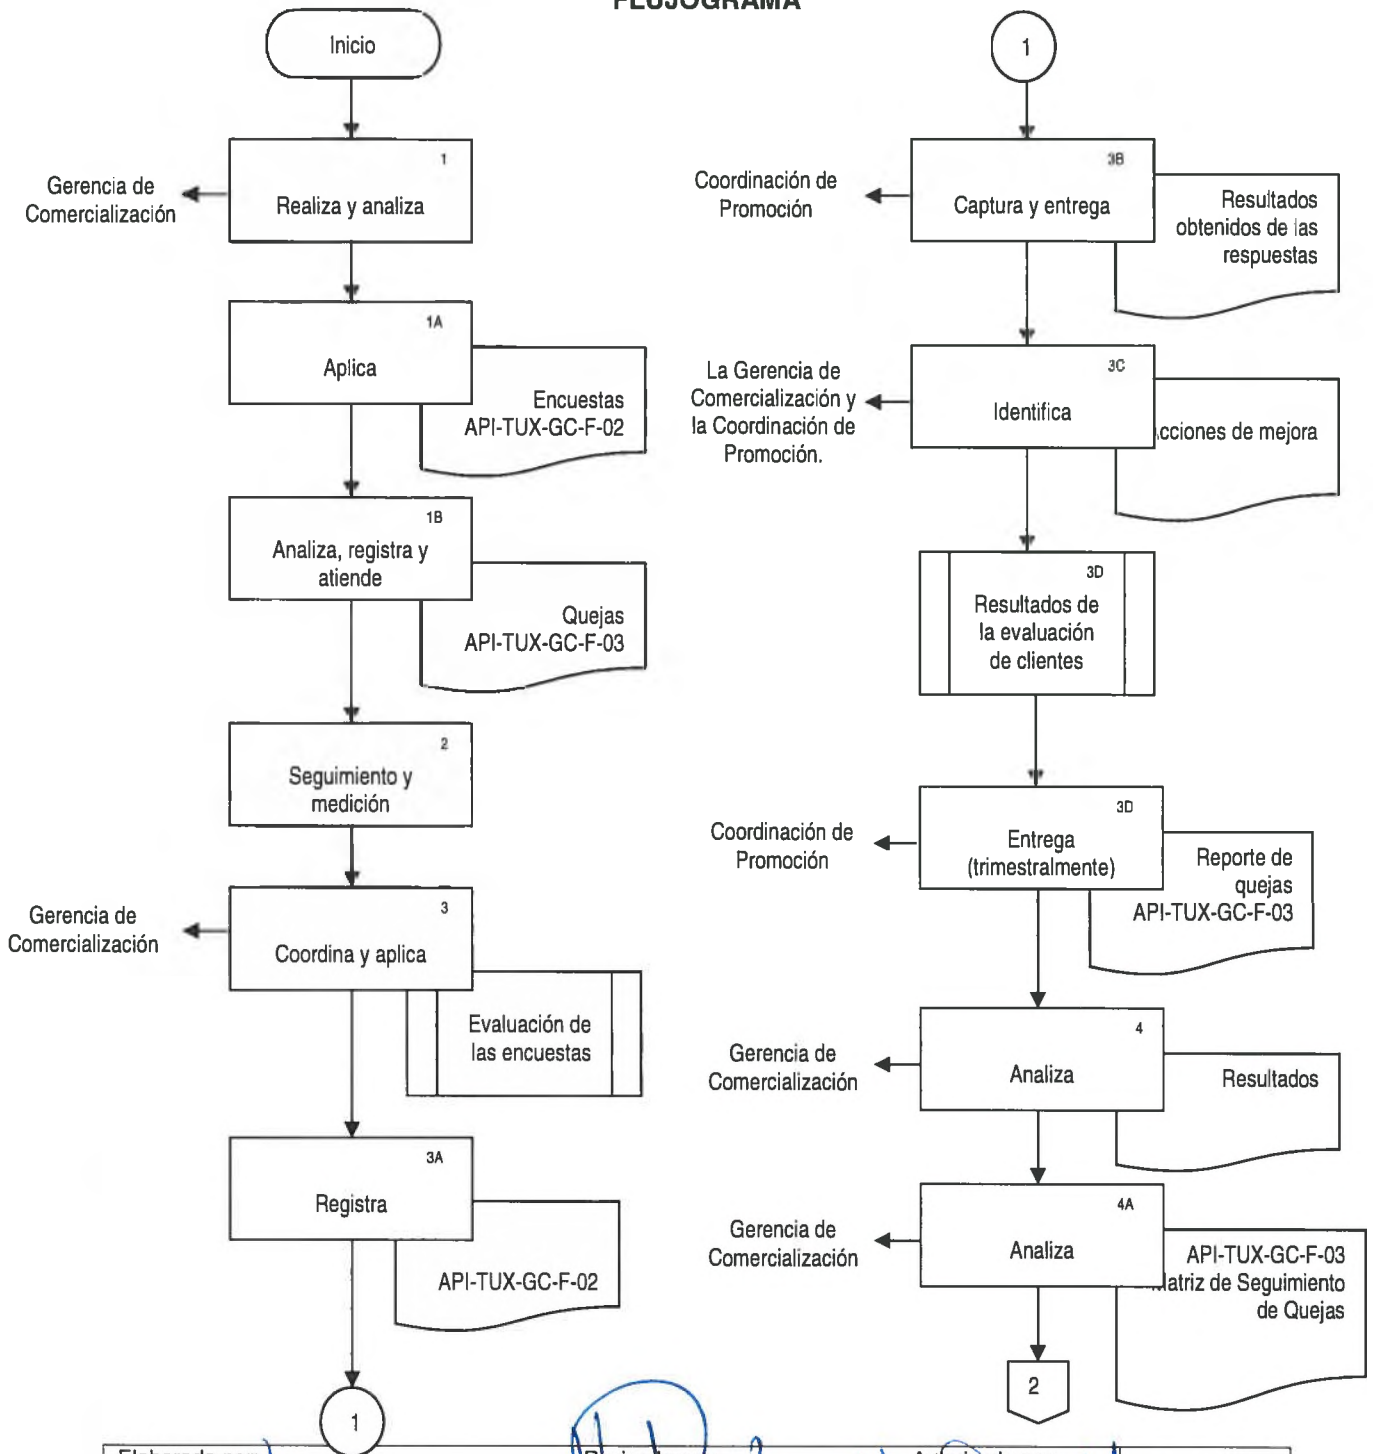 FLUJOGRAMA
Inicio
1
Realiza y analiza
Gerencia de
Comercialización
1A
Aplica
Encuestas
API-TUX-GC-F-02
1B
Analiza, registra y
atiende
Quejas
API-TUX-GC-F-03
2
Seguimiento y
medición
3
Coordina y aplica
Gerencia de
Comercialización
Evaluación de
las encuestas
3A
Registra
API-TUX-GC-F-02
1
1
3B
Captura y entrega
Coordinación de
Promoción
Resultados
obtenidos de las
respuestas
3C
Identifica
La Gerencia de
Comercialización y
la Coordinación de
Promoción.
cciones de mejora
3D
Resultados de
la evaluación
de clientes
3D
Entrega
(trimestralmente)
Coordinación de
Promoción
Reporte de
quejas
API-TUX-GC-F-03
4
Analiza
Gerencia de
Comercialización
Resultados
4A
Analiza
Gerencia de
Comercialización
API-TUX-GC-F-03
atriz de Seguimiento
de Quejas
2